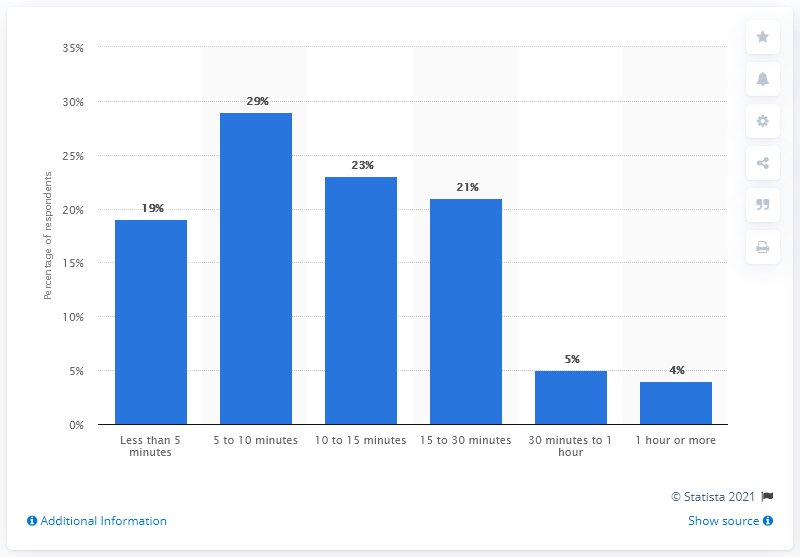 35%
30%
25%
20%
15%
10%
5%
0%
Percentage of respondents
19%
29%
23%
21%
5%
4%
Less than 5
minutes
5 to 10 minutes
10 to 15 minutes
15 to 30 minutes
30 minutes to 1
hour
1 hour or more
© Statista 2021
Additional Information
Show source